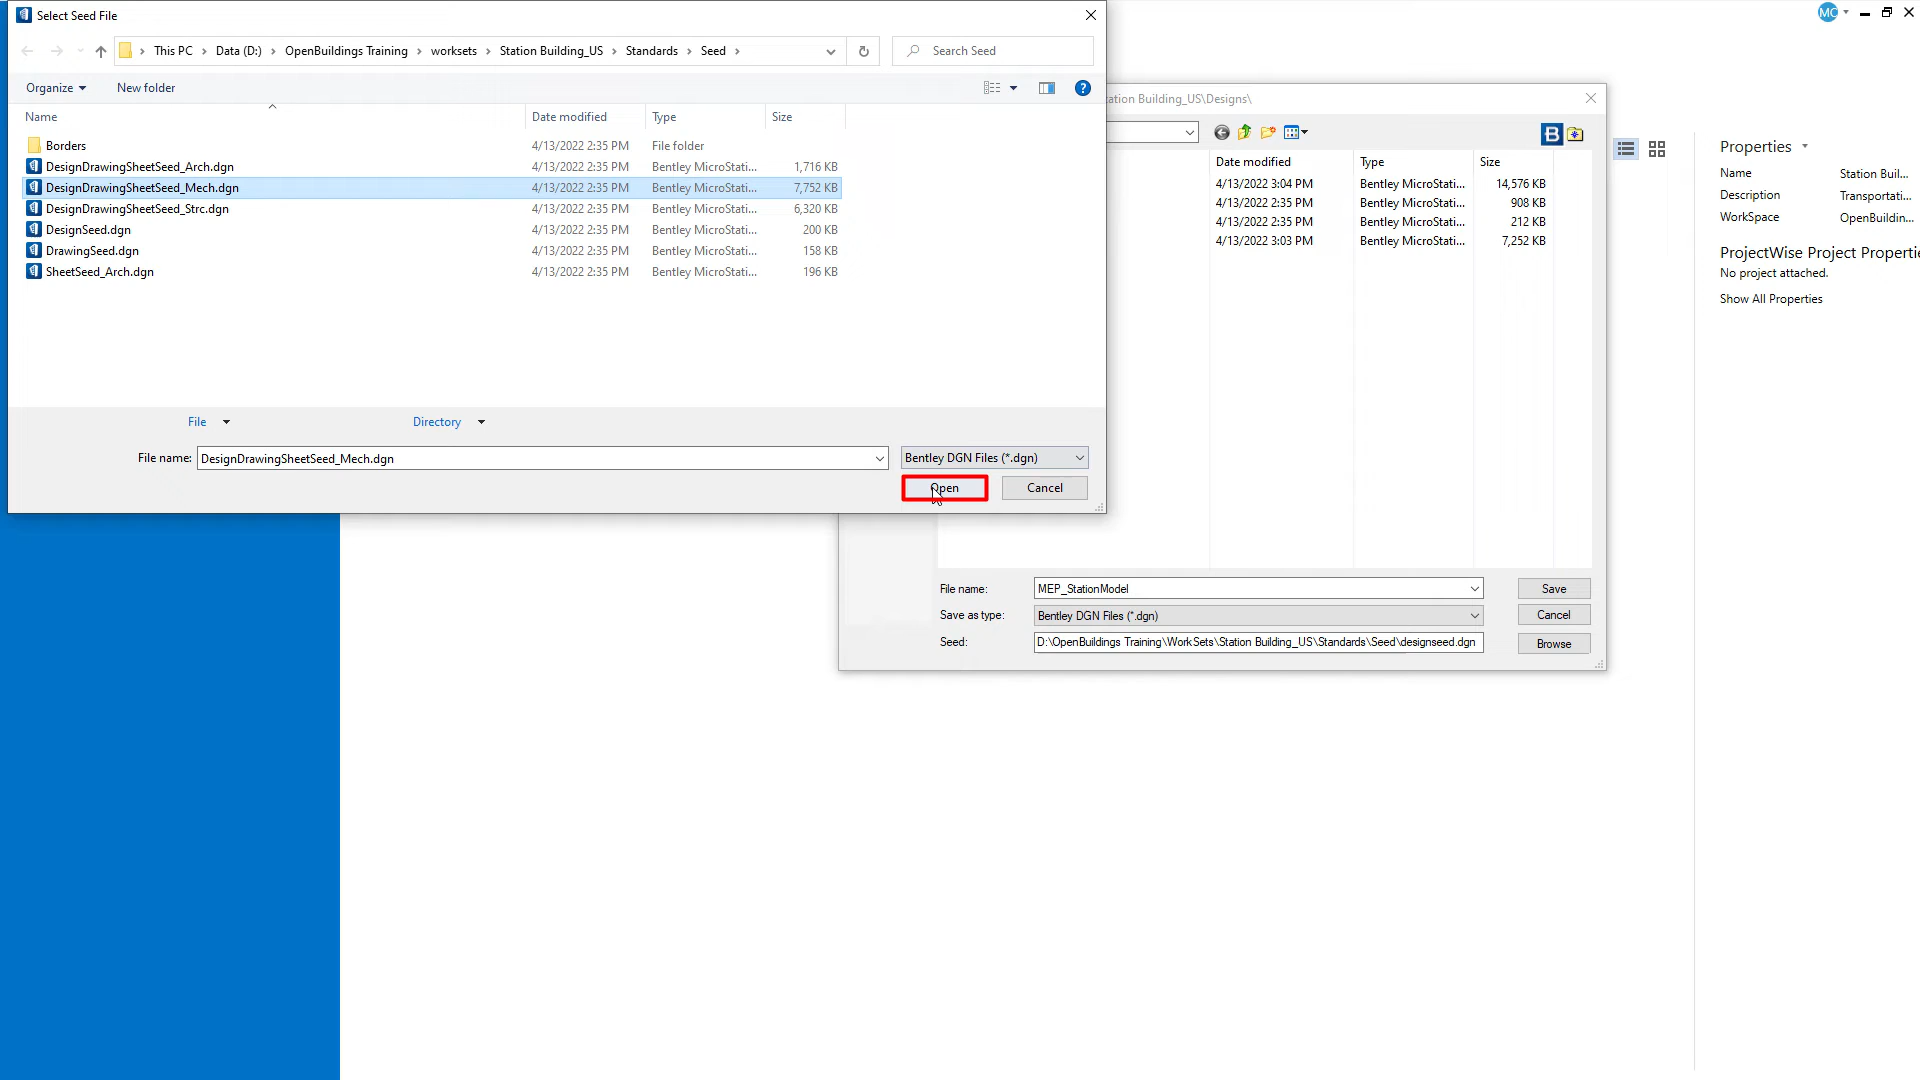 Select Seed File
MC
This PC > Data (D:) > OpenBuildings Training > worksets > Station Building_US > Standards > Seed >
Search Seed
Organize
New folder
Name Date modified Type Size
Borders 4/13/2022 2:35 PM File folder
DesignDrawingSheetSeed_Arch.dgn 4/13/2022 2:35 PM Bentley MicroStati... 1,716 KB
DesignDrawingSheetSeed_Mech.dgn 4/13/2022 2:35 PM Bentley MicroStati... 7,752 KB
DesignDrawingSheetSeed_Strc.dgn 4/13/2022 2:35 PM Bentley MicroStati... 6,320 KB
DesignSeed.dgn 4/13/2022 2:35 PM Bentley MicroStati... 200 KB
DrawingSeed.dgn 4/13/2022 2:35 PM Bentley MicroStati... 158 KB
SheetSeed_Arch.dgn 4/13/2022 2:35 PM Bentley MicroStati... 196 KB
File Directory
File name: DesignDrawingSheetSeed_Mech.dgn Bentley DGN Files (*.dgn)
Open Cancel
Building_US\Designs\
B
Date modified Type Size
4/13/2022 3:04 PM Bentley MicroStati... 14,576 KB
4/13/2022 2:35 PM Bentley MicroStati... 908 KB
4/13/2022 2:35 PM Bentley MicroStati... 212 KB
4/13/2022 3:03 PM Bentley MicroStati... 7,252 KB
File name: MEP_StationModel Save
Save as type: Bentley DGN Files (*.dgn) Cancel
Seed: D:\OpenBuildings Training\WorkSets\Station Building_US\Standards\Seed\designseed.dgn Browse
Properties
Name Station Buil...
Description Transportati...
WorkSpace OpenBuildin...
ProjectWise Project Properti
No project attached.
Show All Properties